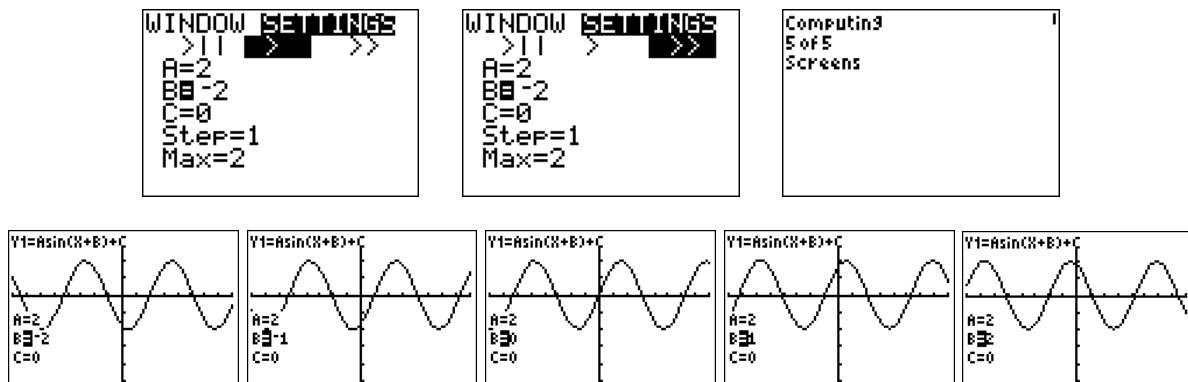 WINDOW SETTINGS
>|| > >>
A=2
B=-2
C=0
Step=1
Max=2
WINDOW SETTINGS
>|| > >>
A=2
B=-2
C=0
Step=1
Max=2
Computing
5 of 5
Screens
Y1=Asin(X+B)+C
A=2
B=-2
C=0
Y1=Asin(X+B)+C
A=2
B=-1
C=0
Y1=Asin(X+B)+C
A=2
B=0
C=0
Y1=Asin(X+B)+C
A=2
B=1
C=0
Y1=Asin(X+B)+C
A=2
B=2
C=0